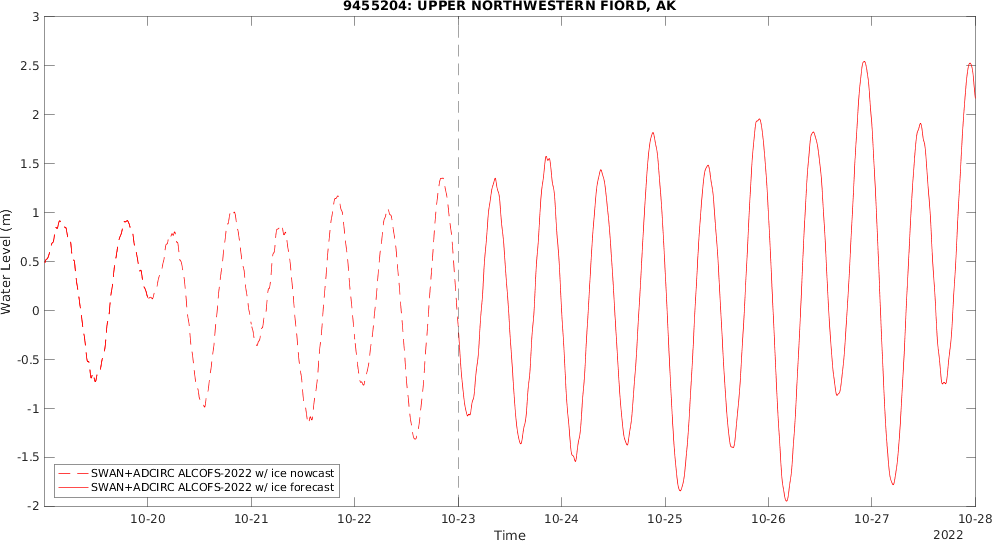 9455204: UPPER NORTHWESTERN FIORD, AK
3
2.5
2
1.5
1
0.5
0
-0.5
-1
-1.5
-2
Water Level (m)
SWAN+ADCIRC ALCOFS-2022 w/ ice nowcast
SWAN+ADCIRC ALCOFS-2022 w/ ice forecast
10-20 10-21 10-22 10-23 10-24 10-25 10-26 10-27 10-28
Time
2022